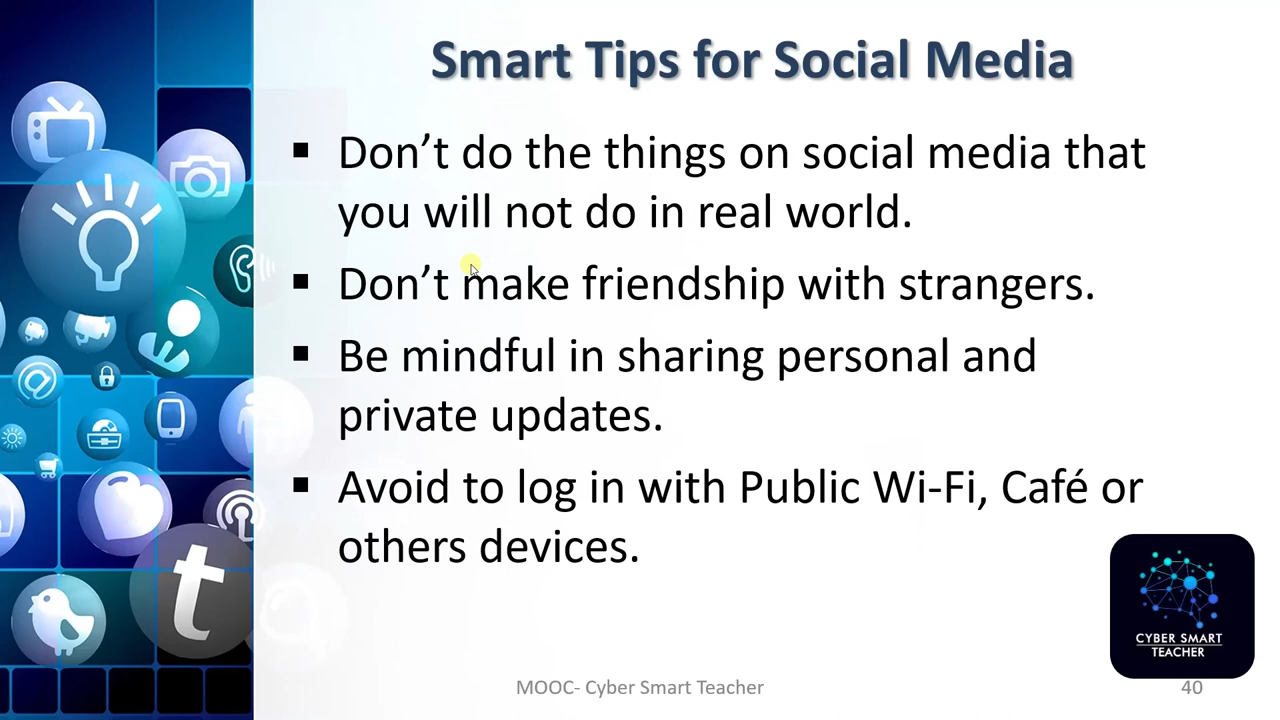 Smart Tips for Social Media
▪ Don’t do the things on social media that
you will not do in real world.
▪ Don’t make friendship with strangers.
▪ Be mindful in sharing personal and
private updates.
▪ Avoid to log in with Public Wi-Fi, Café or
others devices.
t
CYBER SMART
TEACHER
MOOC- Cyber Smart Teacher
40